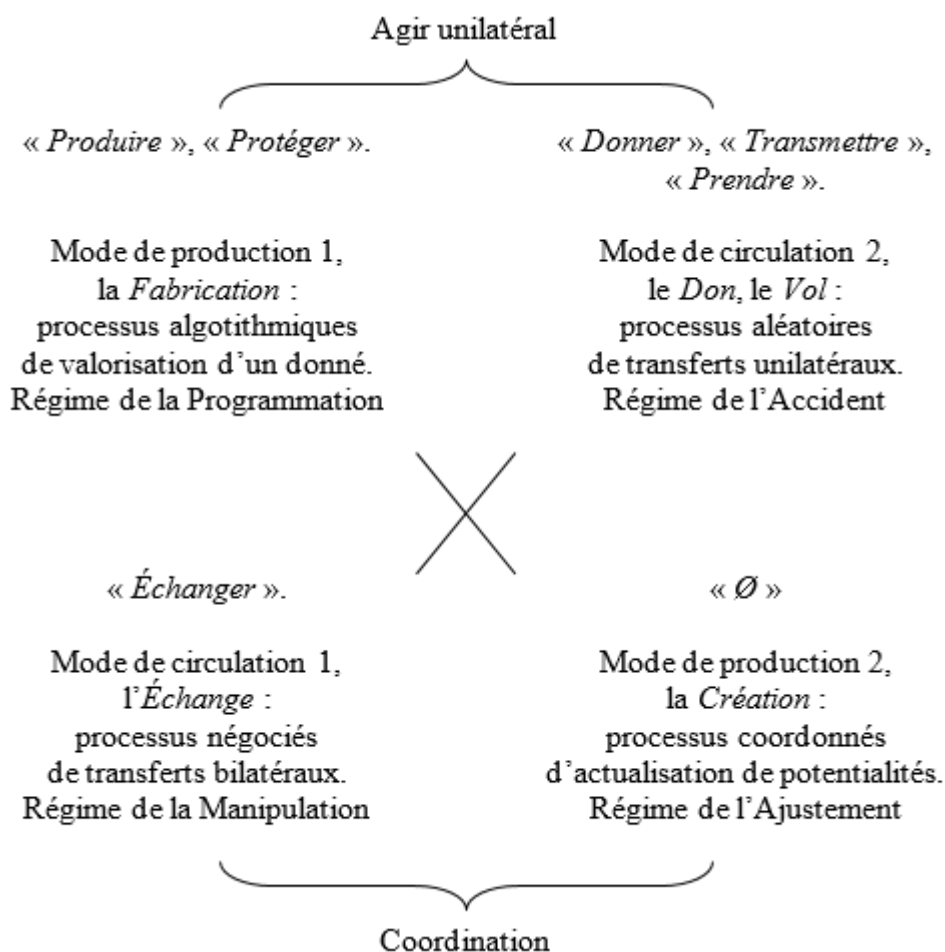 Agir unilatéral
« Produire », « Protéger ».
Mode de production 1,
la Fabrication :
processus algotithmiques
de valorisation d’un donné.
Régime de la Programmation
« Donner », « Transmettre »,
« Prendre ».
Mode de circulation 2,
le Don, le Vol :
processus aléatoires
de transferts unilatéraux.
Régime de l’Accident
« Échanger ».
Mode de circulation 1,
l’Échange :
processus négociés
de transferts bilatéraux.
Régime de la Manipulation
« Ø »
Mode de production 2,
la Création :
processus coordonnés
d’actualisation de potentialités.
Régime de l’Ajustement
Coordination